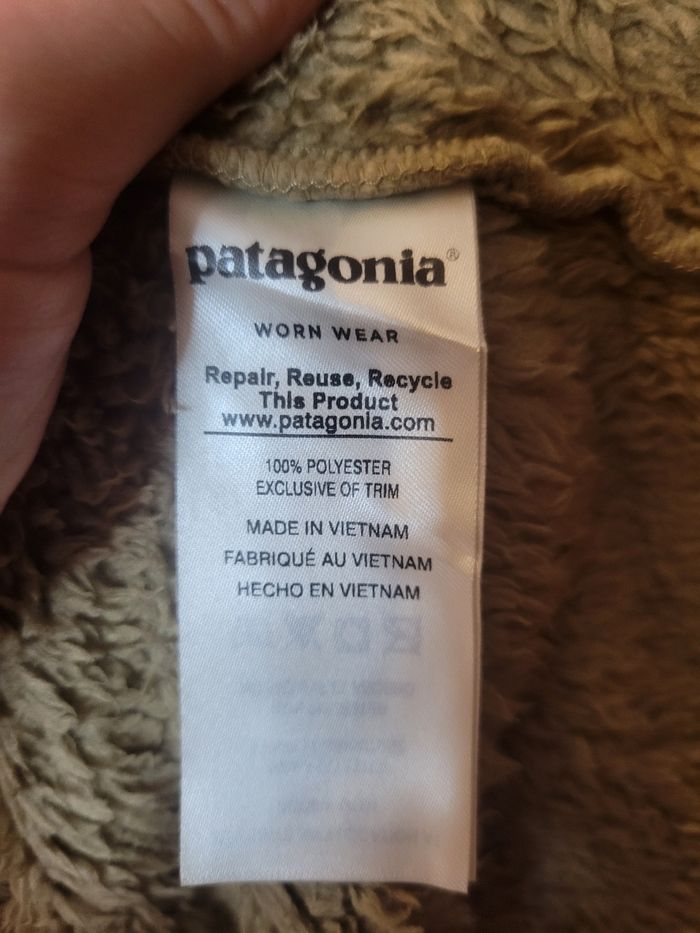 patagonia®
WORN WEAR
Repair, Reuse, Recycle
This Product
www.patagonia.com
100% POLYESTER
EXCLUSIVE OF TRIM
MADE IN VIETNAM
FABRIQUÉ AU VIETNAM
HECHO EN VIETNAM